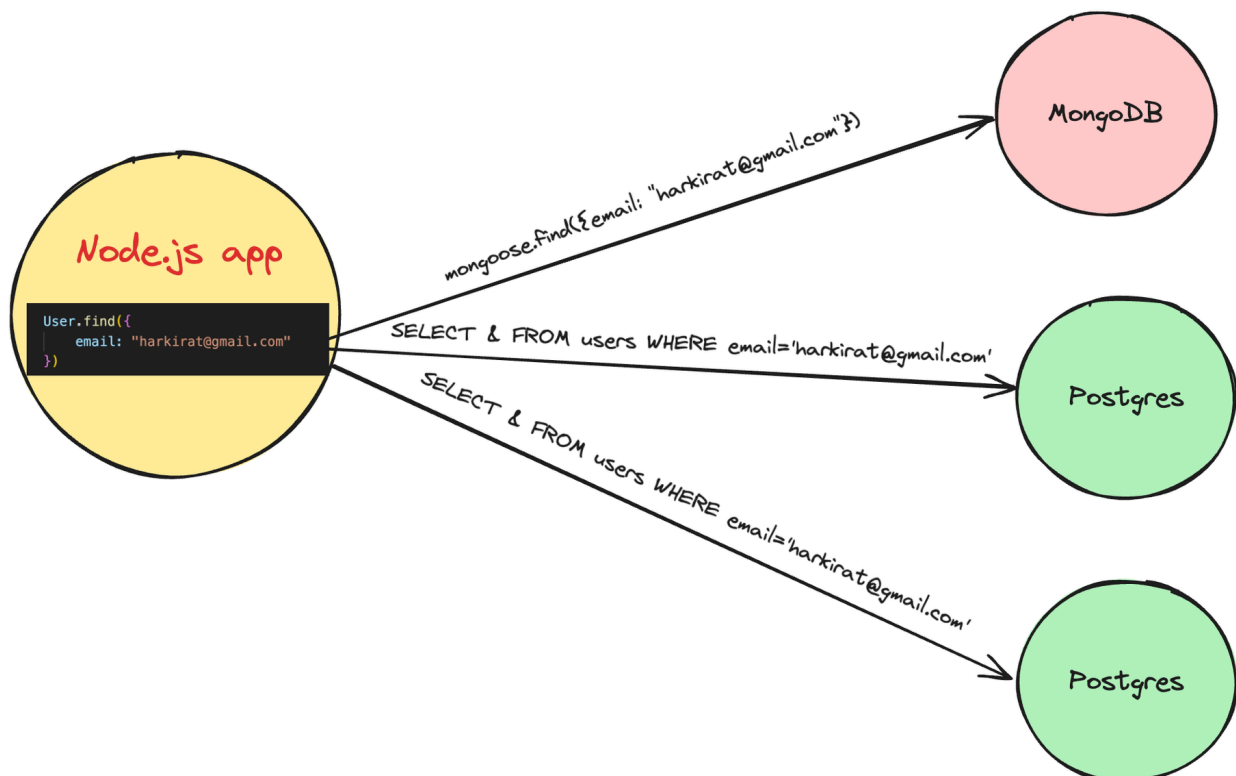 MongoDB
mongoose.find({email: "harkirat@gmail.com"})
Node.js app
User.find({
email: "harkirat@gmail.com"
})
SELECT & FROM users WHERE email='harkirat@gmail.com'
Postgres
SELECT & FROM users WHERE email='harkirat@gmail.com'
Postgres